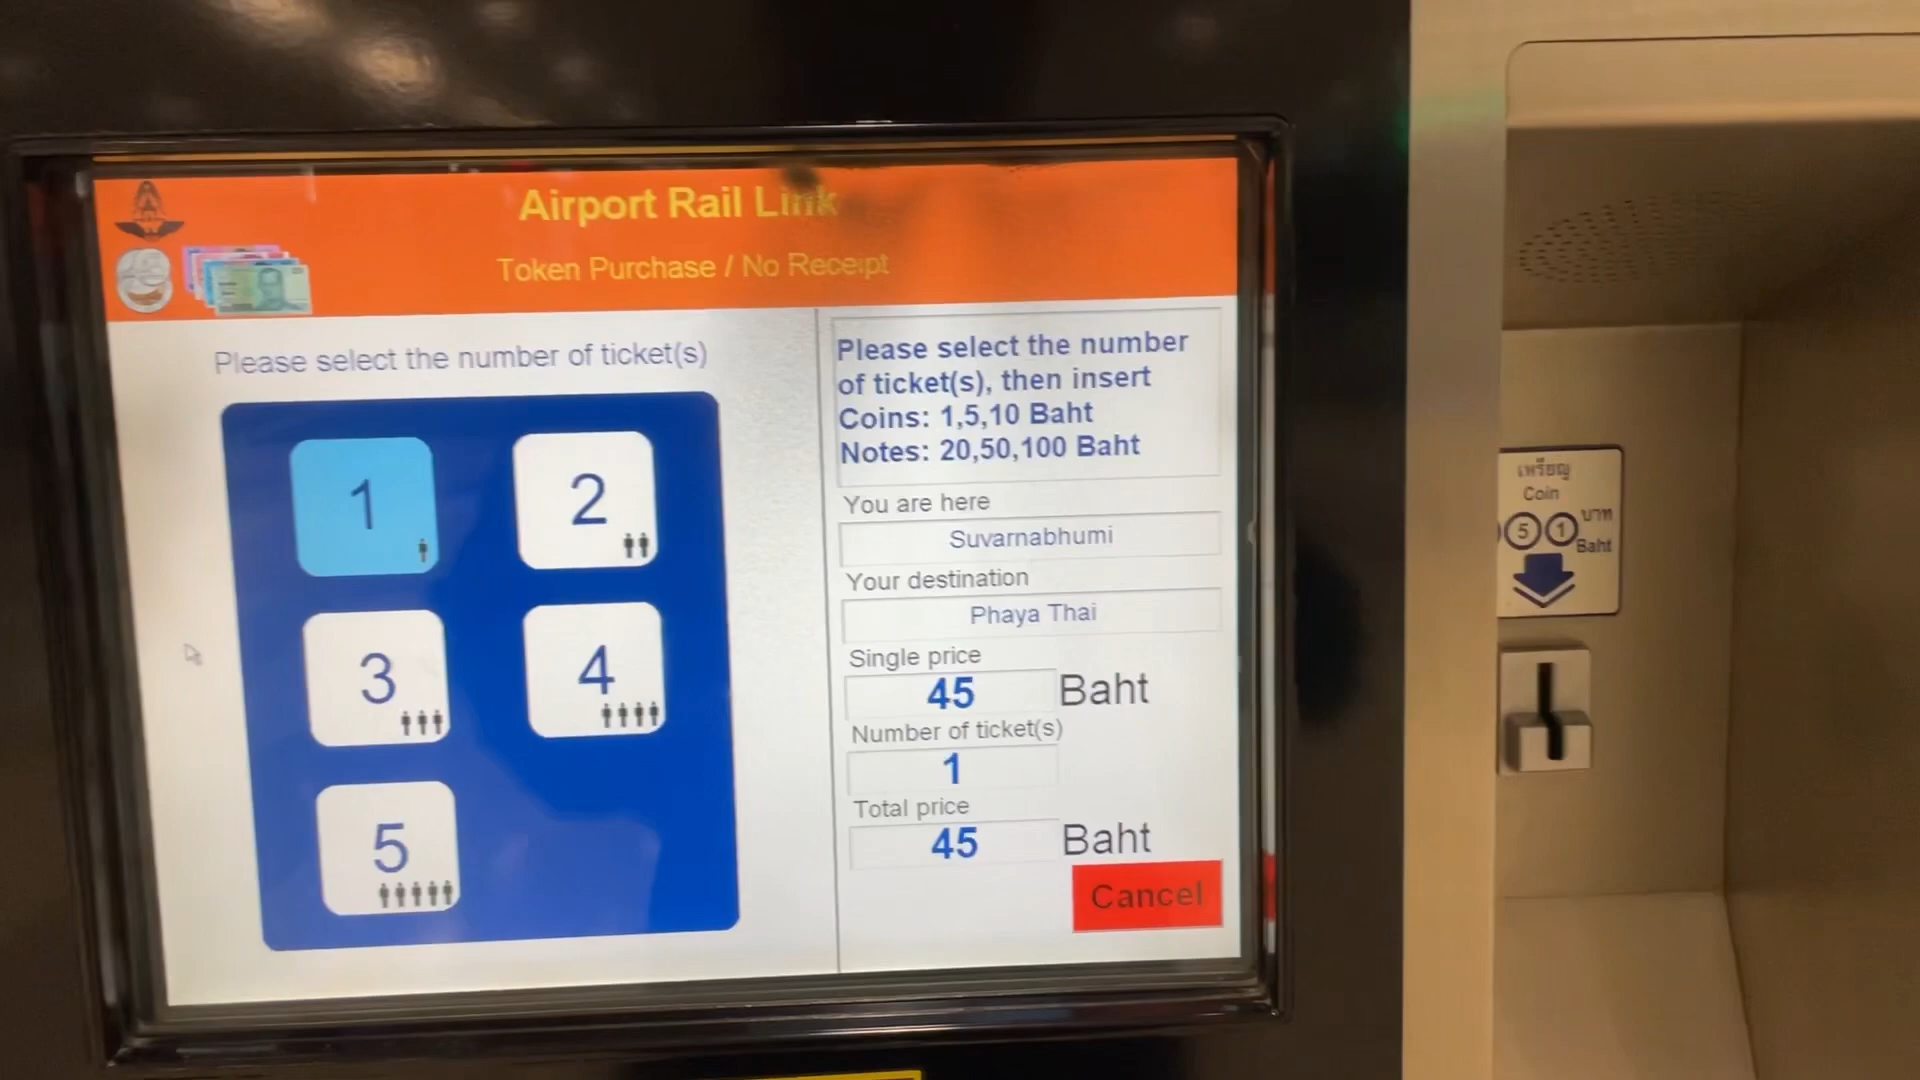 Airport Rail Link
Token Purchase / No Receipt
Please select the number of ticket(s)
1
2
3
4
5
Please select the number
of ticket(s), then insert
Coins: 1,5,10 Baht
Notes: 20,50,100 Baht
You are here
Suvarnabhumi
Your destination
Phaya Thai
Single price
45 Baht
Number of ticket(s)
1
Total price
45 Baht
Cancel
เหรียญ
Coin
5 1 บาท
Baht